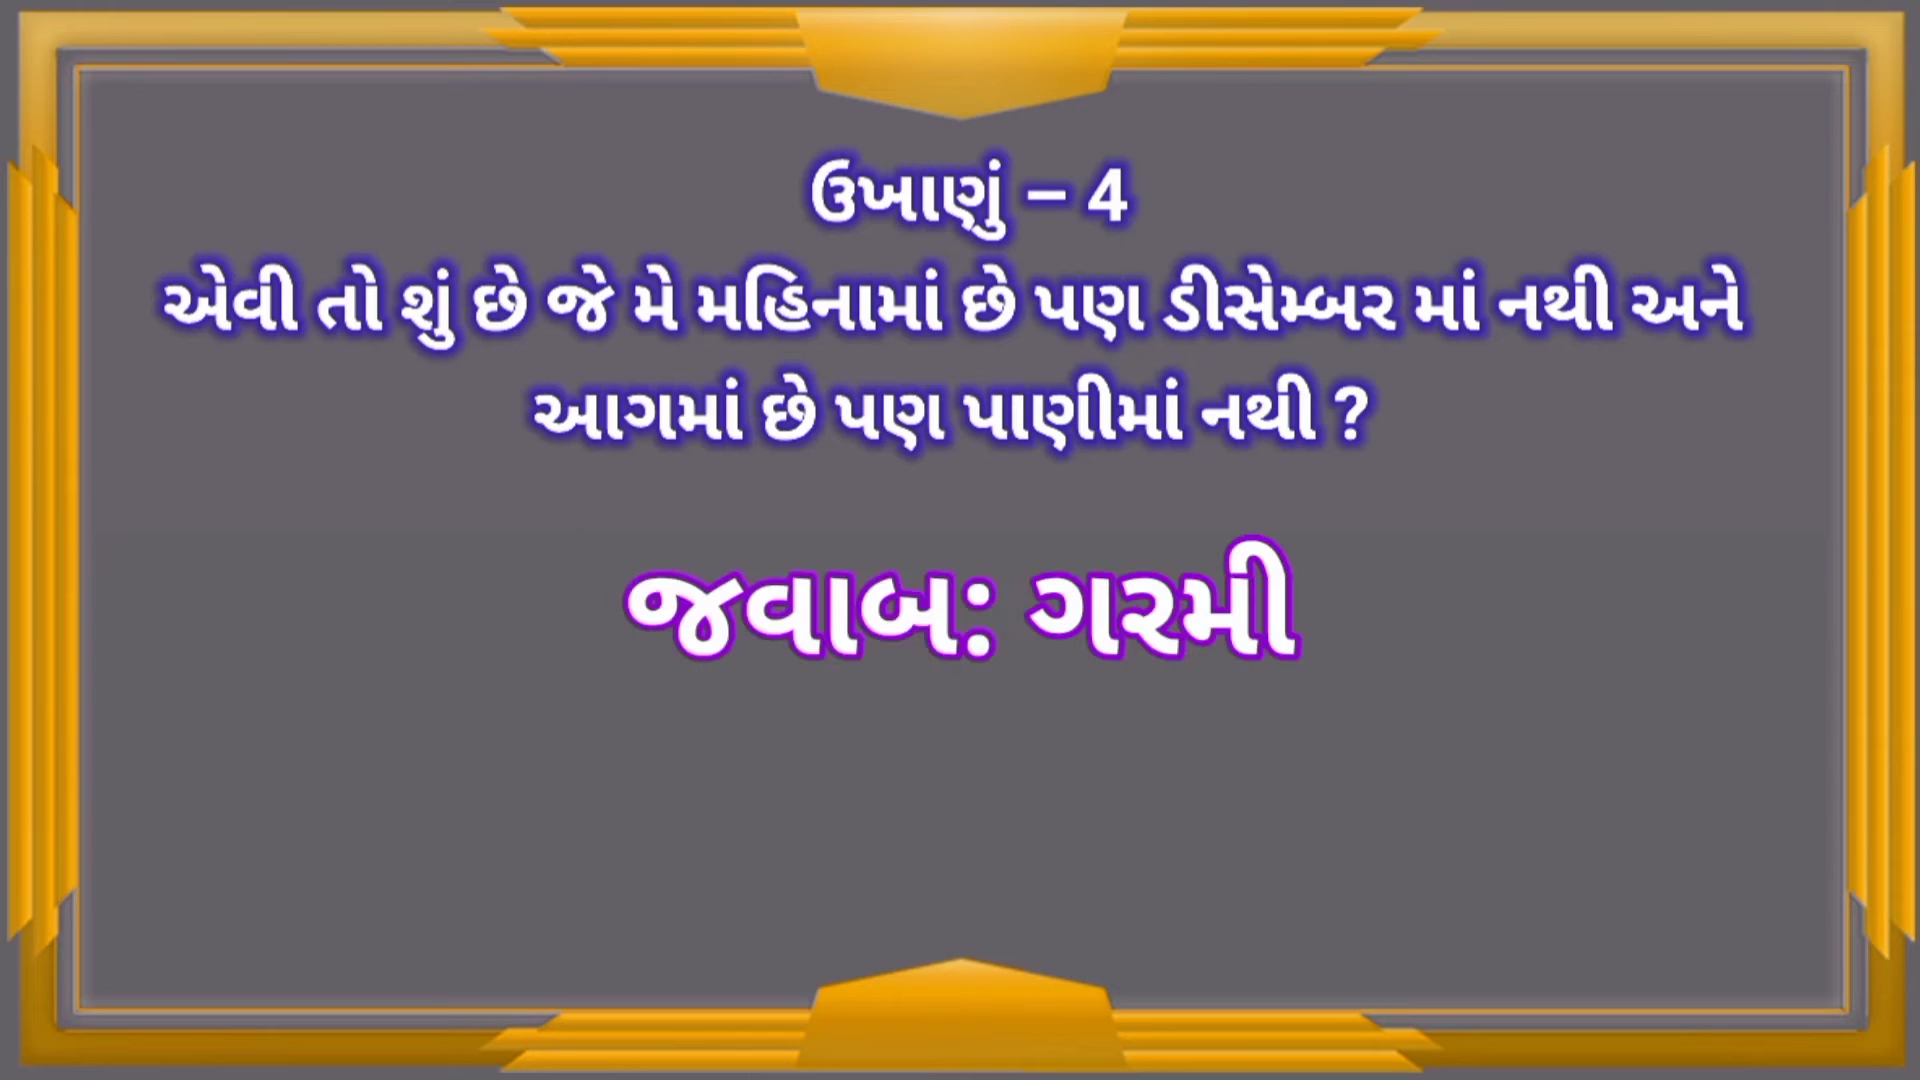 ઉખાણું – 4
એવી તો શું છે જે મે મહિનામાં છે પણ ડીસેમ્બર માં નથી અને
આગમાં છે પણ પાણીમાં નથી ?
જવાબ: ગરમી